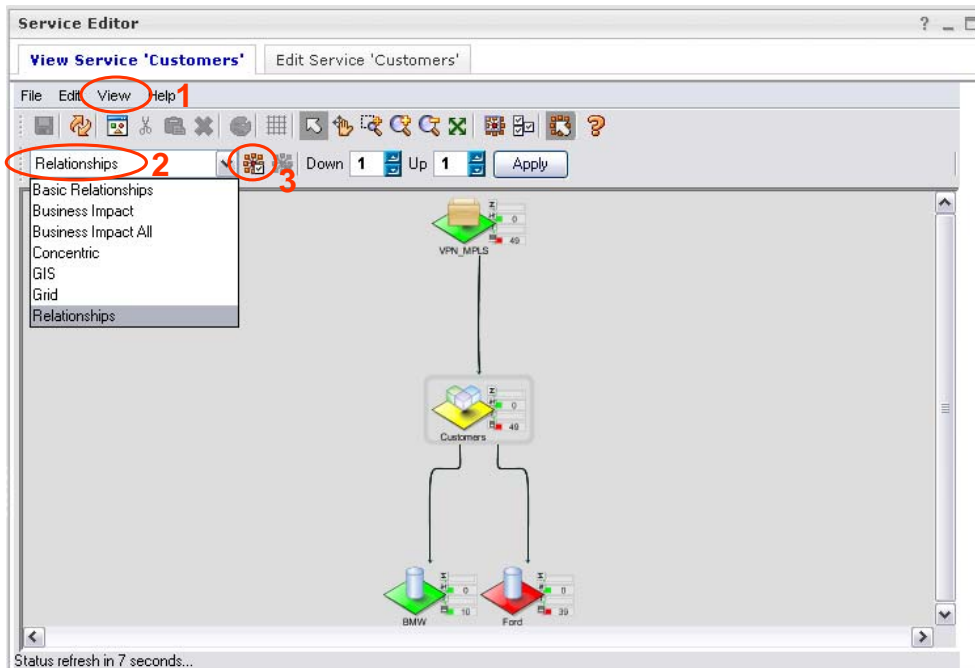 Service Editor
?
View Service 'Customers'
Edit Service 'Customers'
File Edit View Help 1
Relationships 2 3 Down 1 Up 1 Apply
Basic Relationships
Business Impact
Business Impact All
Concentric
GIS
Grid
Relationships
0
49
VPN_MPLS
0
49
Customers
0
10
BMW
0
39
Ford
Status refresh in 7 seconds...